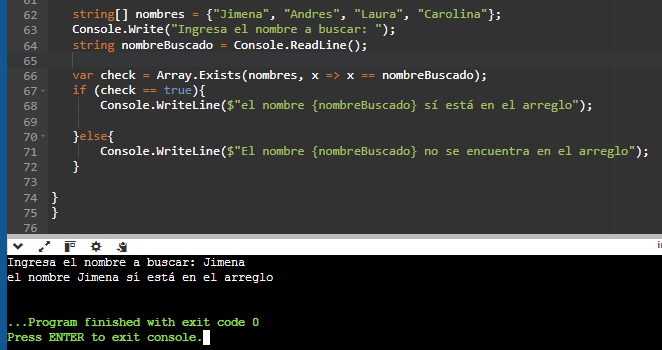 61
62 string[] nombres = {"Jimena", "Andres", "Laura", "Carolina"};
63 Console.Write("Ingresa el nombre a buscar: ");
64 string nombreBuscado = Console.ReadLine();
65
66 var check = Array.Exists(nombres, x => x == nombreBuscado);
67 if (check == true){
68 Console.WriteLine($"el nombre {nombreBuscado} sí está en el arreglo");
69
70 }else{
71 Console.WriteLine($"El nombre {nombreBuscado} no se encuentra en el arreglo");
72 }
73
74 }
75 }
76
Ingresa el nombre a buscar: Jimena
el nombre Jimena sí está en el arreglo
...Program finished with exit code 0
Press ENTER to exit console.